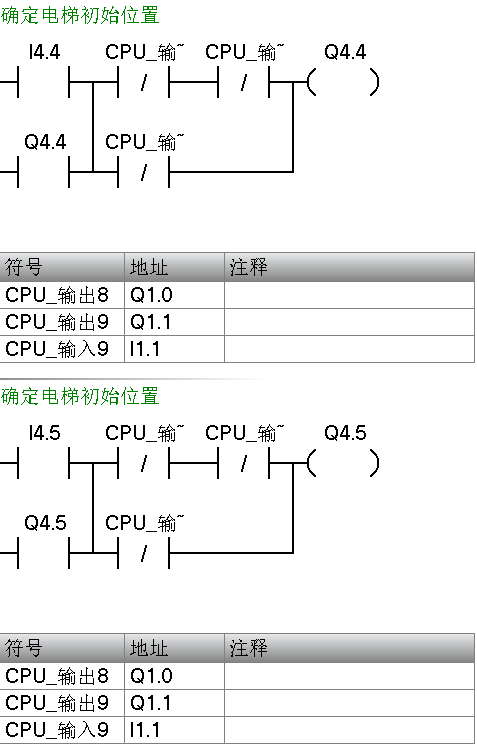 确定电梯初始位置
I4.4 CPU_输~ CPU_输~ Q4.4
/ / ( )
Q4.4 CPU_输~
/
符号 地址 注释
CPU_输出8 Q1.0
CPU_输出9 Q1.1
CPU_输入9 I1.1
确定电梯初始位置
I4.5 CPU_输~ CPU_输~ Q4.5
/ / ( )
Q4.5 CPU_输~
/
符号 地址 注释
CPU_输出8 Q1.0
CPU_输出9 Q1.1
CPU_输入9 I1.1